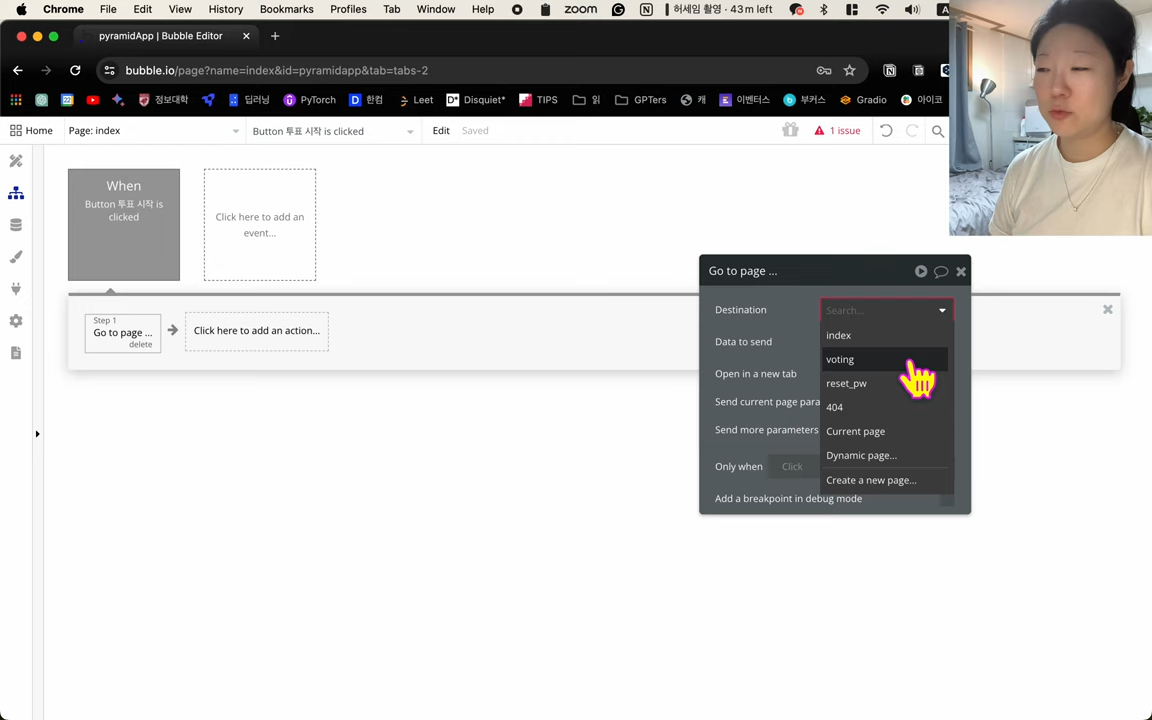 Chrome File Edit View History Bookmarks Profiles Tab Window Help zoom 허세임 촬영 · 43 m left
pyramidApp | Bubble Editor
bubble.io/page?name=index&id=pyramidapp&tab=tabs-2
정보대학 딥러닝 PyTorch 한컴 Leet Disquiet* TIPS 읽 GPTers 캐 이벤터스 부커스 Gradio 아이코
Home Page: index Button 투표 시작 is clicked Edit Saved 1 issue
When
Button 투표 시작 is
clicked
Click here to add an
event...
Go to page ...
Destination Search...
index
Data to send
voting
Open in a new tab
reset_pw
Send current page para
404
Send more parameters
Current page
Dynamic page...
Only when Click
Create a new page...
Add a breakpoint in debug mode
Step 1
Go to page ...
delete
Click here to add an action...